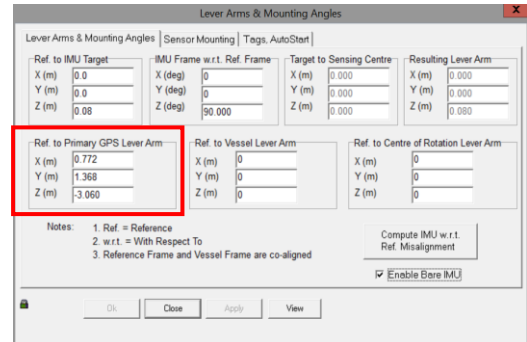 Lever Arms & Mounting Angles
X
Lever Arms & Mounting Angles Sensor Mounting Tags, AutoStart
Ref. to IMU Target IMU Frame w.r.t. Ref. Frame Target to Sensing Centre Resulting Lever Arm
X (m) 0.0 X (deg) 0 X (m) 0.000 X (m) 0.000
Y (m) 0.0 Y (deg) 0 Y (m) 0.000 Y (m) 0.000
Z (m) 0.08 Z (deg) 90.000 Z (m) 0.000 Z (m) 0.080
Ref. to Primary GPS Lever Arm Ref. to Vessel Lever Arm Ref. to Centre of Rotation Lever Arm
X (m) 0.772 X (m) 0 X (m) 0
Y (m) 1.368 Y (m) 0 Y (m) 0
Z (m) -3.060 Z (m) 0 Z (m) 0
Notes: 1. Ref. = Reference
2. w.r.t. = With Respect To
3. Reference Frame and Vessel Frame are co-aligned
Compute IMU w.r.t.
Ref. Misalignment
Enable Bare IMU
Ok Close Apply View